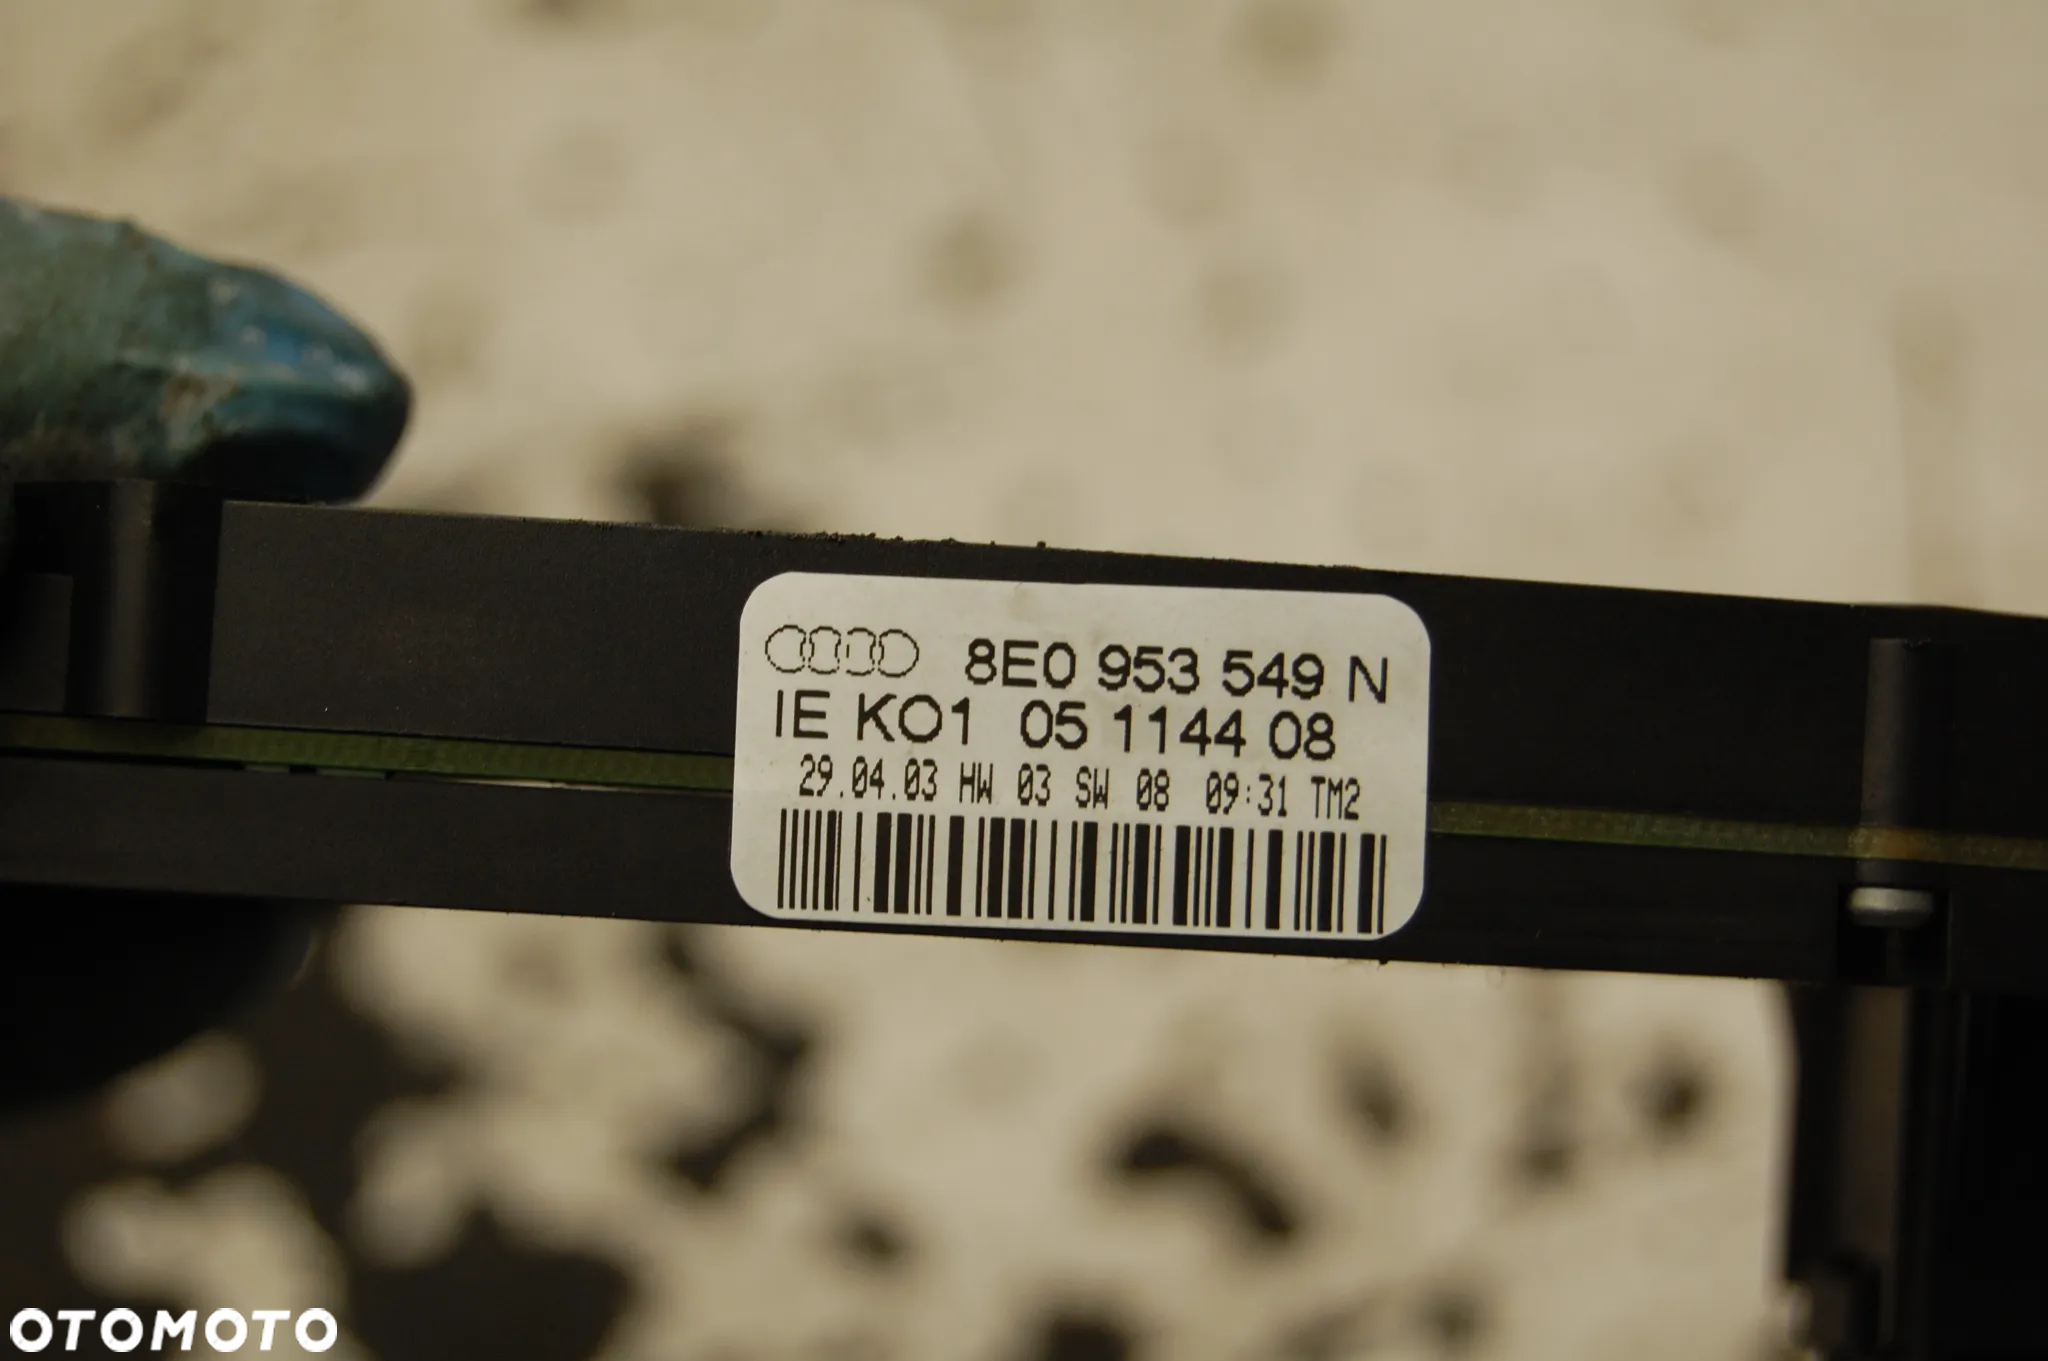 8E0 953 549 N
IE KO1 05 1144 08
29.04.03 HW 03 SW 08 09:31 TM2
OTOMOTO